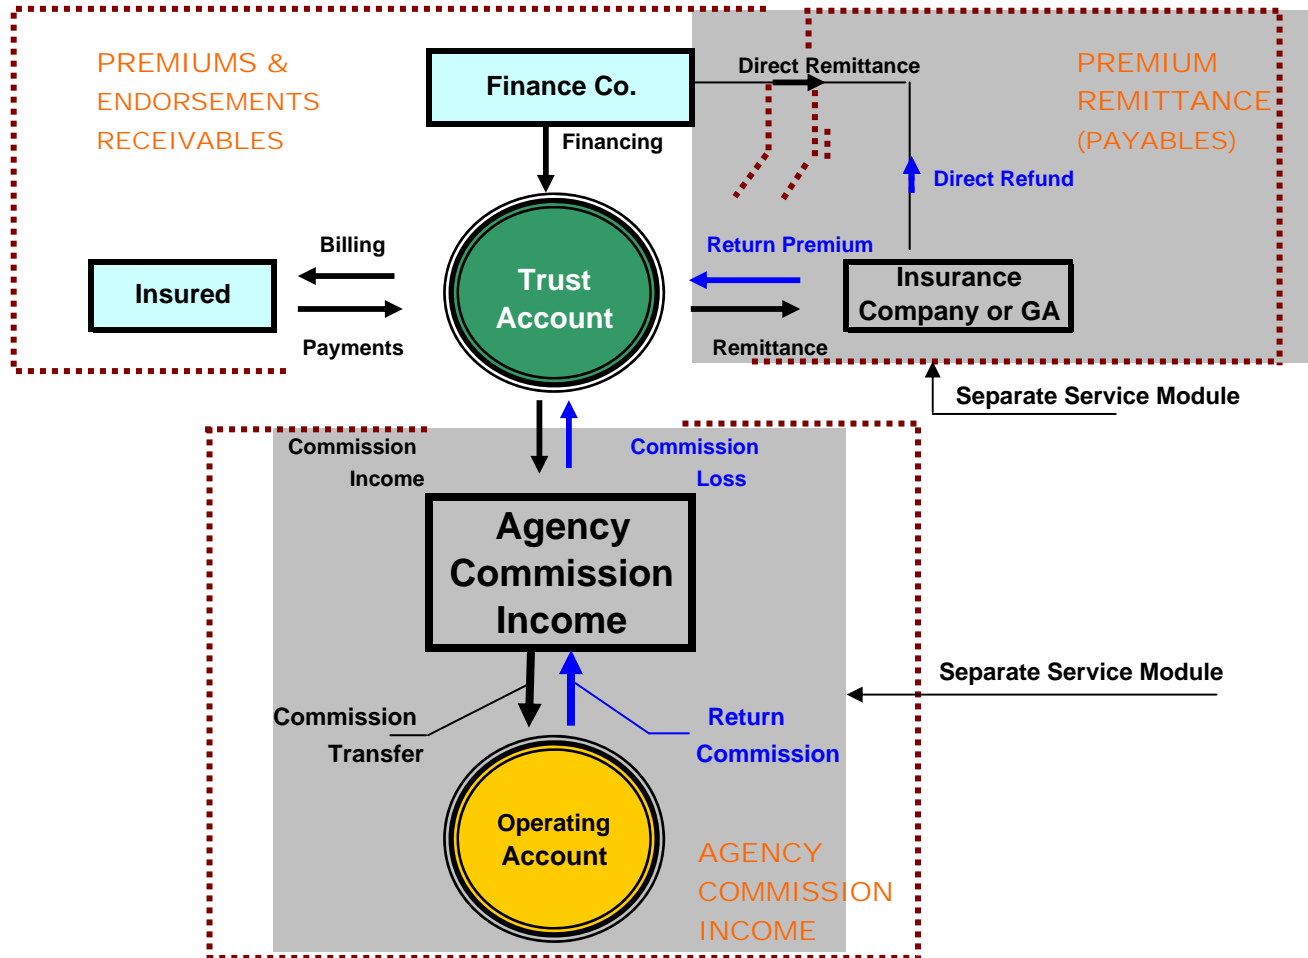 PREMIUMS &
ENDORSEMENTS
RECEIVABLES
Finance Co.
Direct Remittance
PREMIUM
REMITTANCE
(PAYABLES)
Financing
Direct Refund
Billing
Return Premium
Insured
Trust
Account
Insurance
Company or GA
Payments
Remittance
Separate Service Module
Commission
Income
Commission
Loss
Agency
Commission
Income
Separate Service Module
Commission
Transfer
Return
Commission
Operating
Account
AGENCY
COMMISSION
INCOME